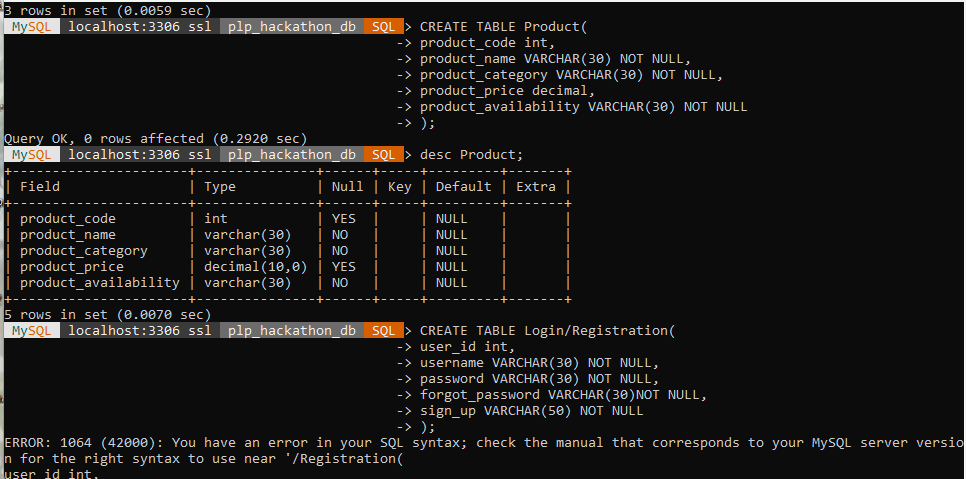 3 rows in set (0.0059 sec)
MySQL localhost:3306 ssl plp_hackathon_db SQL > CREATE TABLE Product(
-> product_code int,
-> product_name VARCHAR(30) NOT NULL,
-> product_category VARCHAR(30) NOT NULL,
-> product_price decimal,
-> product_availability VARCHAR(30) NOT NULL
-> );
Query OK, 0 rows affected (0.2920 sec)
MySQL localhost:3306 ssl plp_hackathon_db SQL > desc Product;
+----------------------+---------------+------+-----+---------+-------+
| Field | Type | Null | Key | Default | Extra |
+----------------------+---------------+------+-----+---------+-------+
| product_code | int | YES | | NULL | |
| product_name | varchar(30) | NO | | NULL | |
| product_category | varchar(30) | NO | | NULL | |
| product_price | decimal(10,0) | YES | | NULL | |
| product_availability | varchar(30) | NO | | NULL | |
+----------------------+---------------+------+-----+---------+-------+
5 rows in set (0.0070 sec)
MySQL localhost:3306 ssl plp_hackathon_db SQL > CREATE TABLE Login/Registration(
-> user_id int,
-> username VARCHAR(30) NOT NULL,
-> password VARCHAR(30) NOT NULL,
-> forgot_password VARCHAR(30)NOT NULL,
-> sign_up VARCHAR(50) NOT NULL
-> );
ERROR: 1064 (42000): You have an error in your SQL syntax; check the manual that corresponds to your MySQL server versio
n for the right syntax to use near '/Registration(
user_id int,